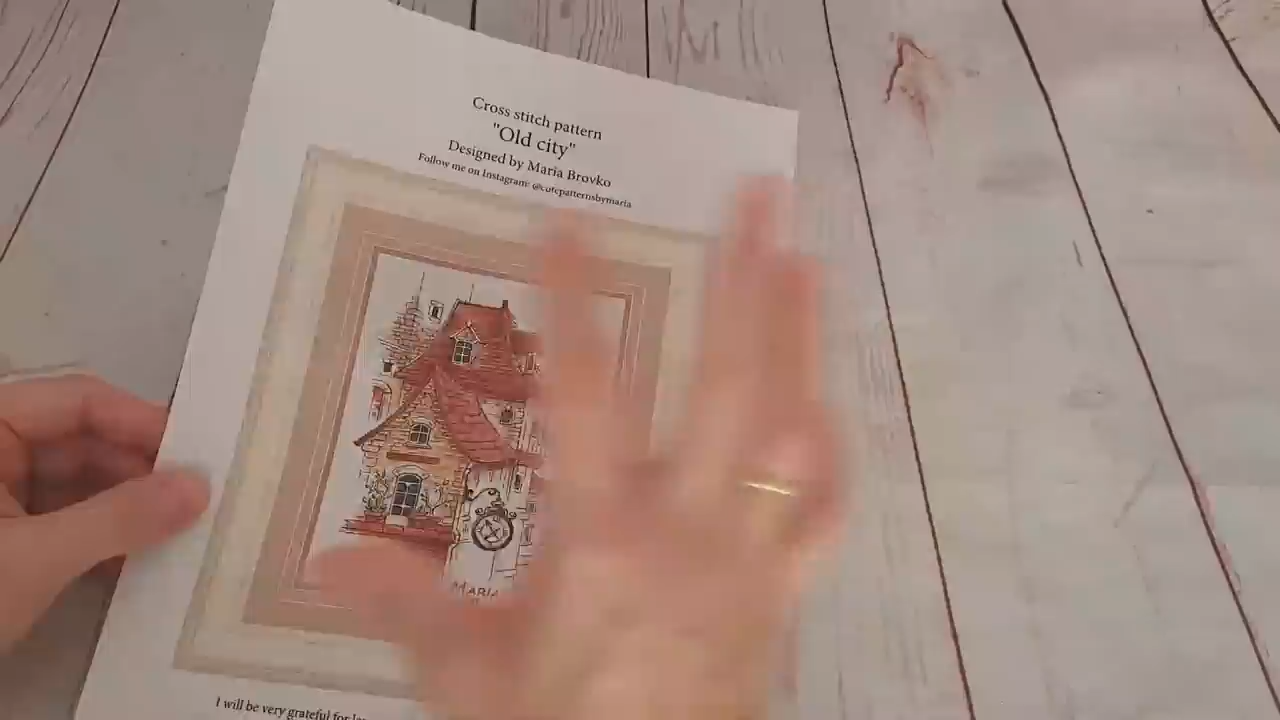 Cross stitch pattern
"Old city"
Designed by Maria Brovko
Follow me on Instagram: @cutepatternsbymaria
MARIA
I will be very grateful for